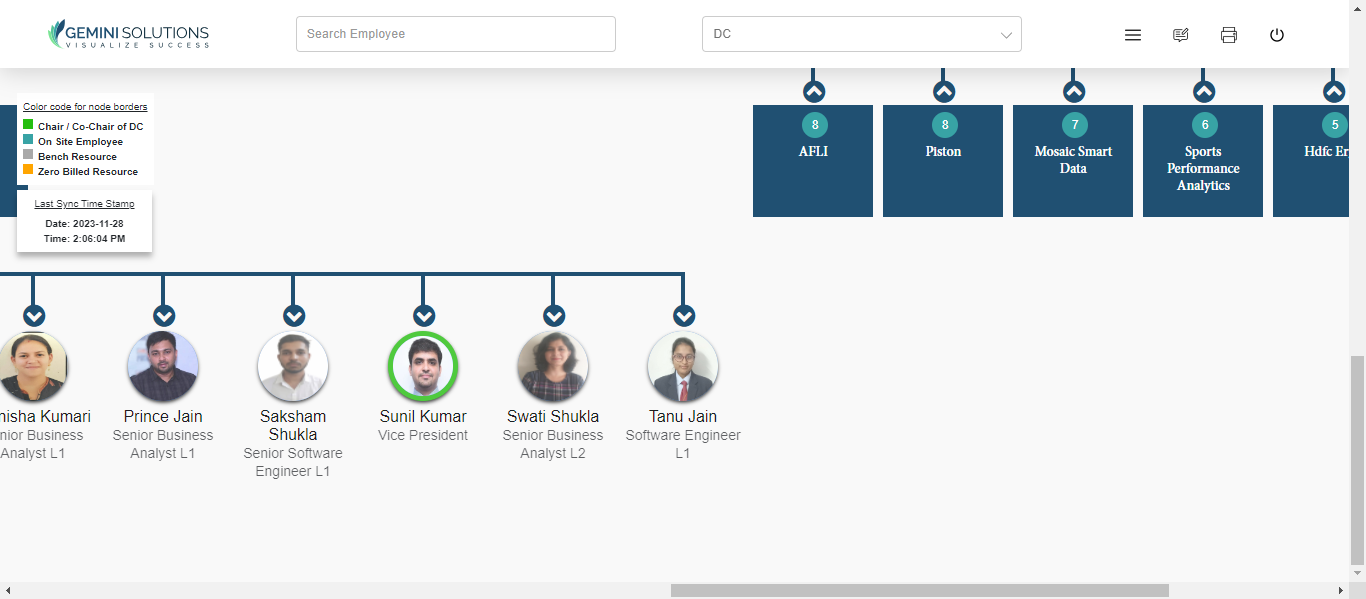 GEMINI SOLUTIONS
VISUALIZE SUCCESS
Search Employee
DC
Color code for node borders
Chair / Co-Chair of DC
On Site Employee
Bench Resource
Zero Billed Resource
Last Sync Time Stamp
Date: 2023-11-28
Time: 2:06:04 PM
8
AFLI
8
Piston
7
Mosaic Smart
Data
6
Sports
Performance
Analytics
5
Hdfc Er
nisha Kumari
nior Business
Analyst L1
Prince Jain
Senior Business
Analyst L1
Saksham
Shukla
Senior Software
Engineer L1
Sunil Kumar
Vice President
Swati Shukla
Senior Business
Analyst L2
Tanu Jain
Software Engineer
L1